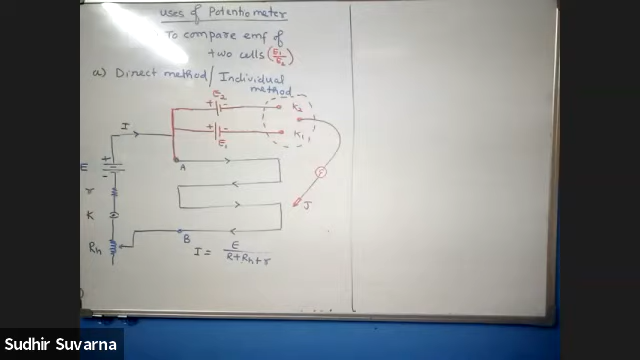 Uses of Potentiometer
To compare emf of
two cells (E1/E2)
a) Direct method / Individual
method
E2
+ -
K2
I
+ -
K1
E1
A
E
+
-
r
K
J
Rh
B
I = E / R+Rh+r
Sudhir Suvarna